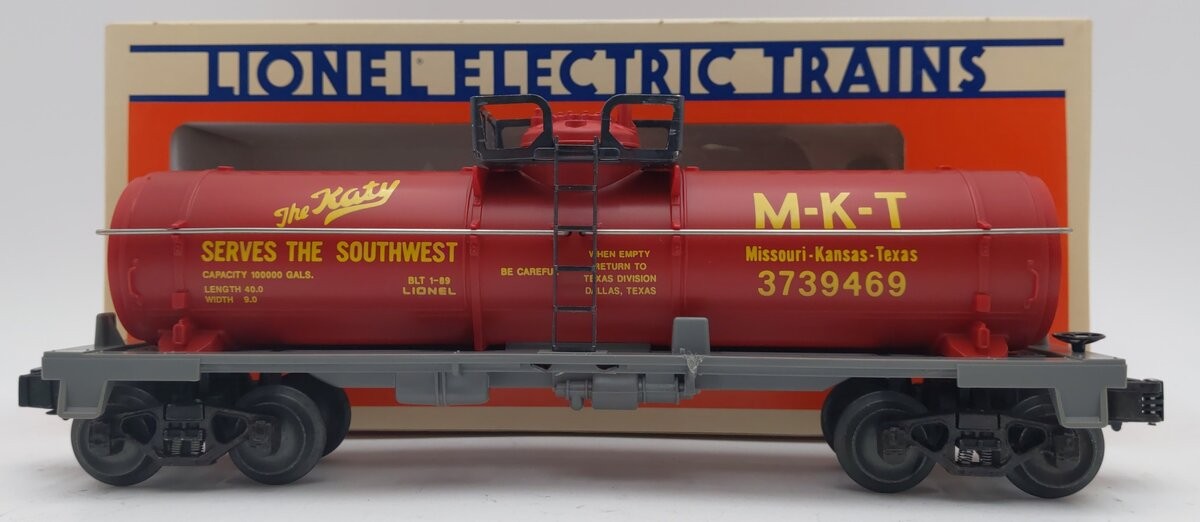 LIONEL® ELECTRIC TRAINS
The Katy
SERVES THE SOUTHWEST
CAPACITY 100000 GALS.
LENGTH 40.0
WIDTH 9.0
BLT 1-89
LIONEL
BE CAREFUL
WHEN EMPTY
RETURN TO
TEXAS DIVISION
DALLAS, TEXAS
M-K-T
Missouri-Kansas-Texas
3739469